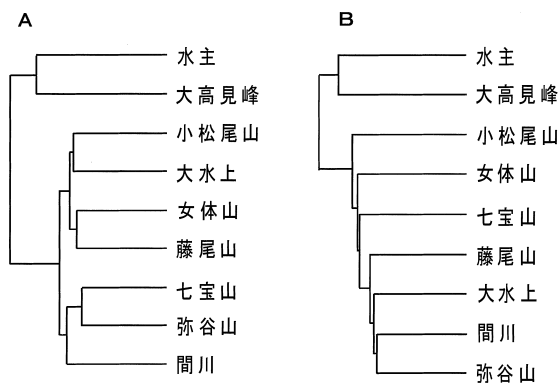 A
水主
大高見峰
小松尾山
大水上
女体山
藤尾山
七宝山
弥谷山
間川
B
水主
大高見峰
小松尾山
女体山
七宝山
藤尾山
大水上
間川
弥谷山